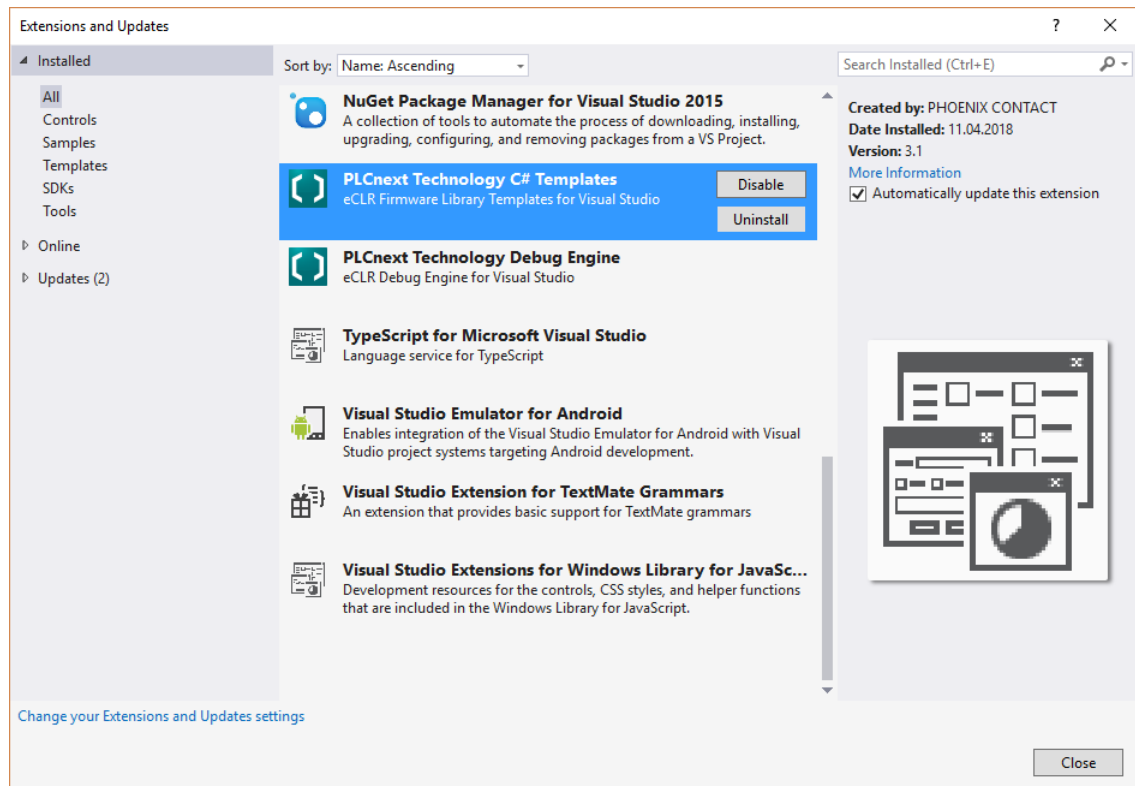 Extensions and Updates
?
Installed
All
Controls
Samples
Templates
SDKs
Tools
Online
Updates (2)
Sort by: Name: Ascending
NuGet Package Manager for Visual Studio 2015
A collection of tools to automate the process of downloading, installing,
upgrading, configuring, and removing packages from a VS Project.
PLCnext Technology C# Templates
eCLR Firmware Library Templates for Visual Studio
Disable
Uninstall
PLCnext Technology Debug Engine
eCLR Debug Engine for Visual Studio
TypeScript for Microsoft Visual Studio
Language service for TypeScript
Visual Studio Emulator for Android
Enables integration of the Visual Studio Emulator for Android with Visual
Studio project systems targeting Android development.
Visual Studio Extension for TextMate Grammars
An extension that provides basic support for TextMate grammars
Visual Studio Extensions for Windows Library for JavaSc...
Development resources for the controls, CSS styles, and helper functions
that are included in the Windows Library for JavaScript.
Search Installed (Ctrl+E)
Created by: PHOENIX CONTACT
Date Installed: 11.04.2018
Version: 3.1
More Information
Automatically update this extension
Change your Extensions and Updates settings
Close